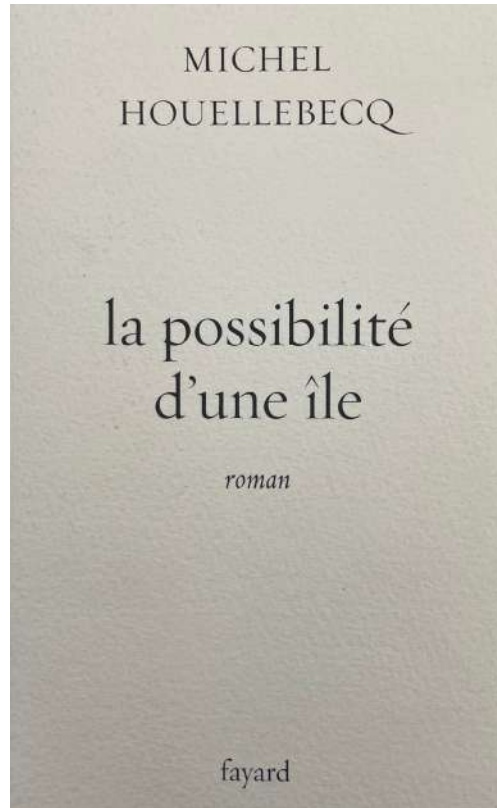 MICHEL
HOUELLEBECQ
la possibilité
d'une île
roman
fayard